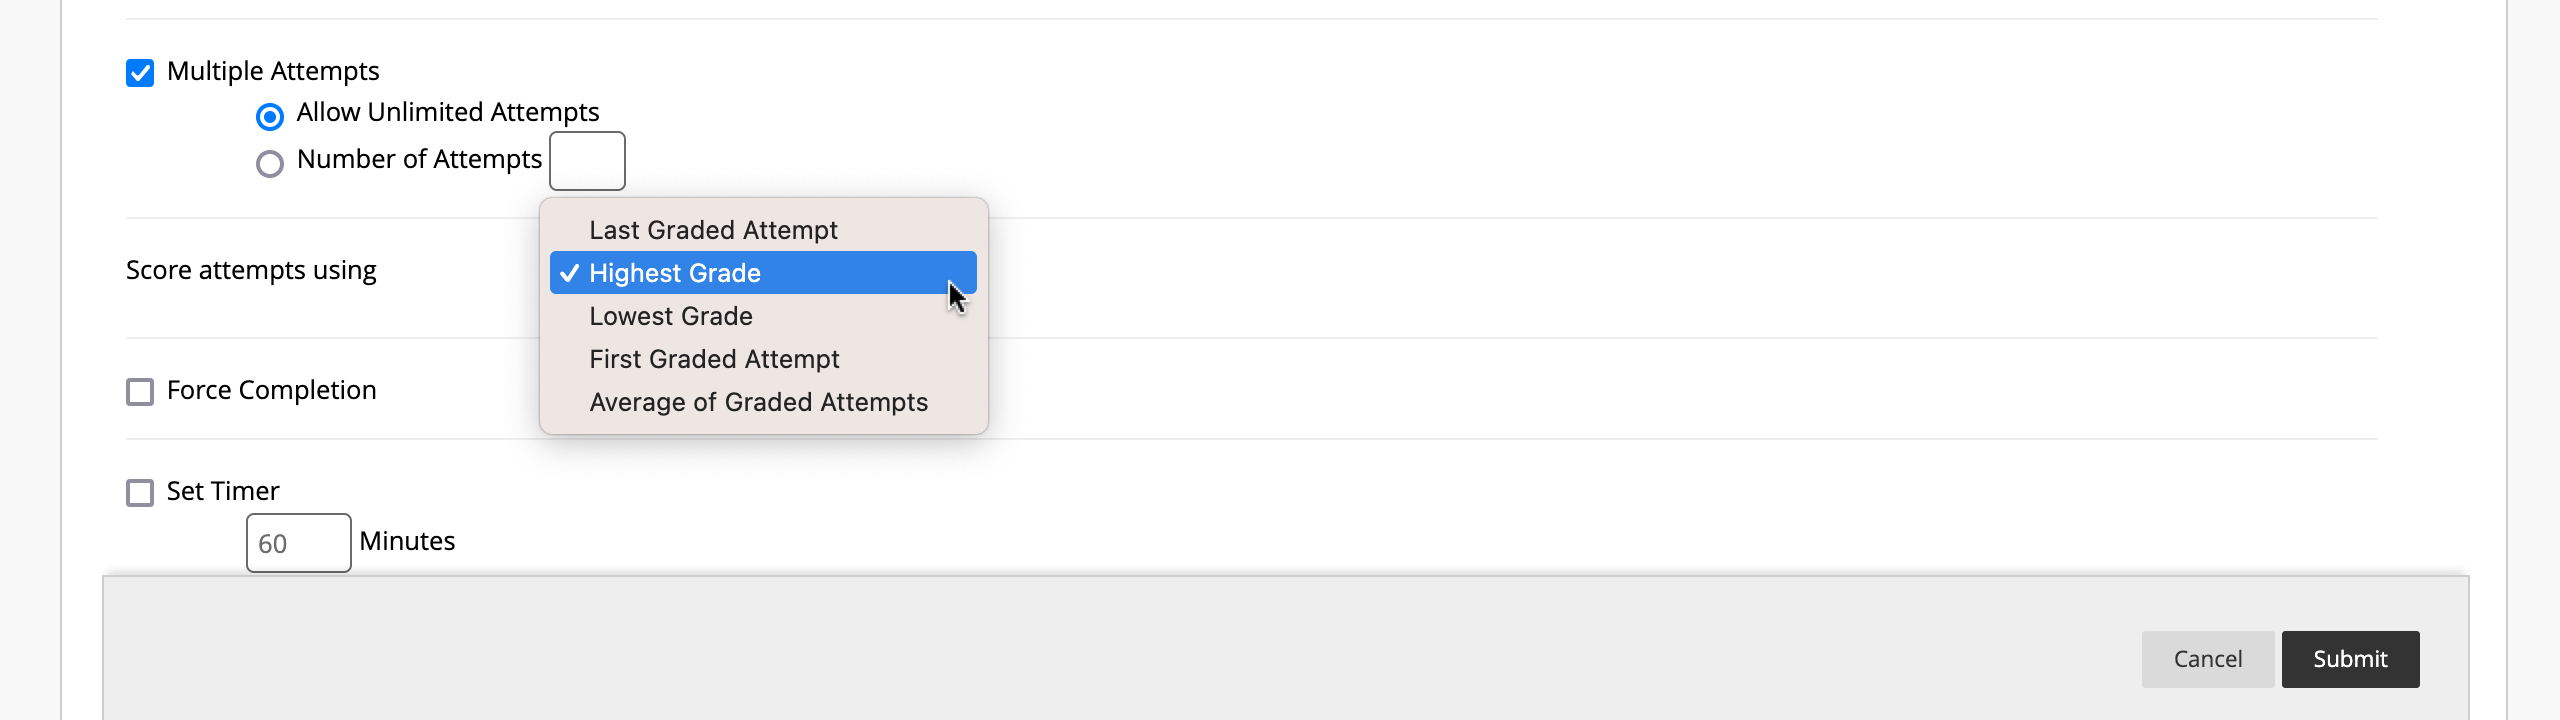 Multiple Attempts
Allow Unlimited Attempts
Number of Attempts
Score attempts using
Last Graded Attempt
Highest Grade
Lowest Grade
First Graded Attempt
Average of Graded Attempts
Force Completion
Set Timer
60 Minutes
Cancel Submit